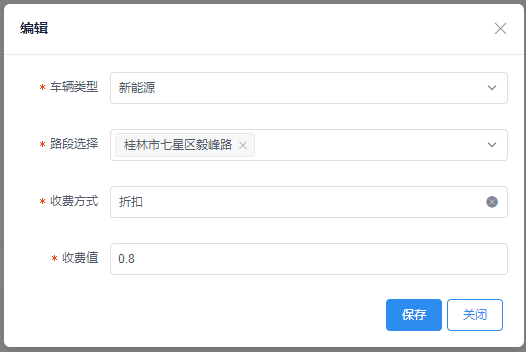 编辑
* 车辆类型 新能源
* 路段选择 桂林市七星区毅峰路
* 收费方式 折扣
* 收费值 0.8
保存 关闭